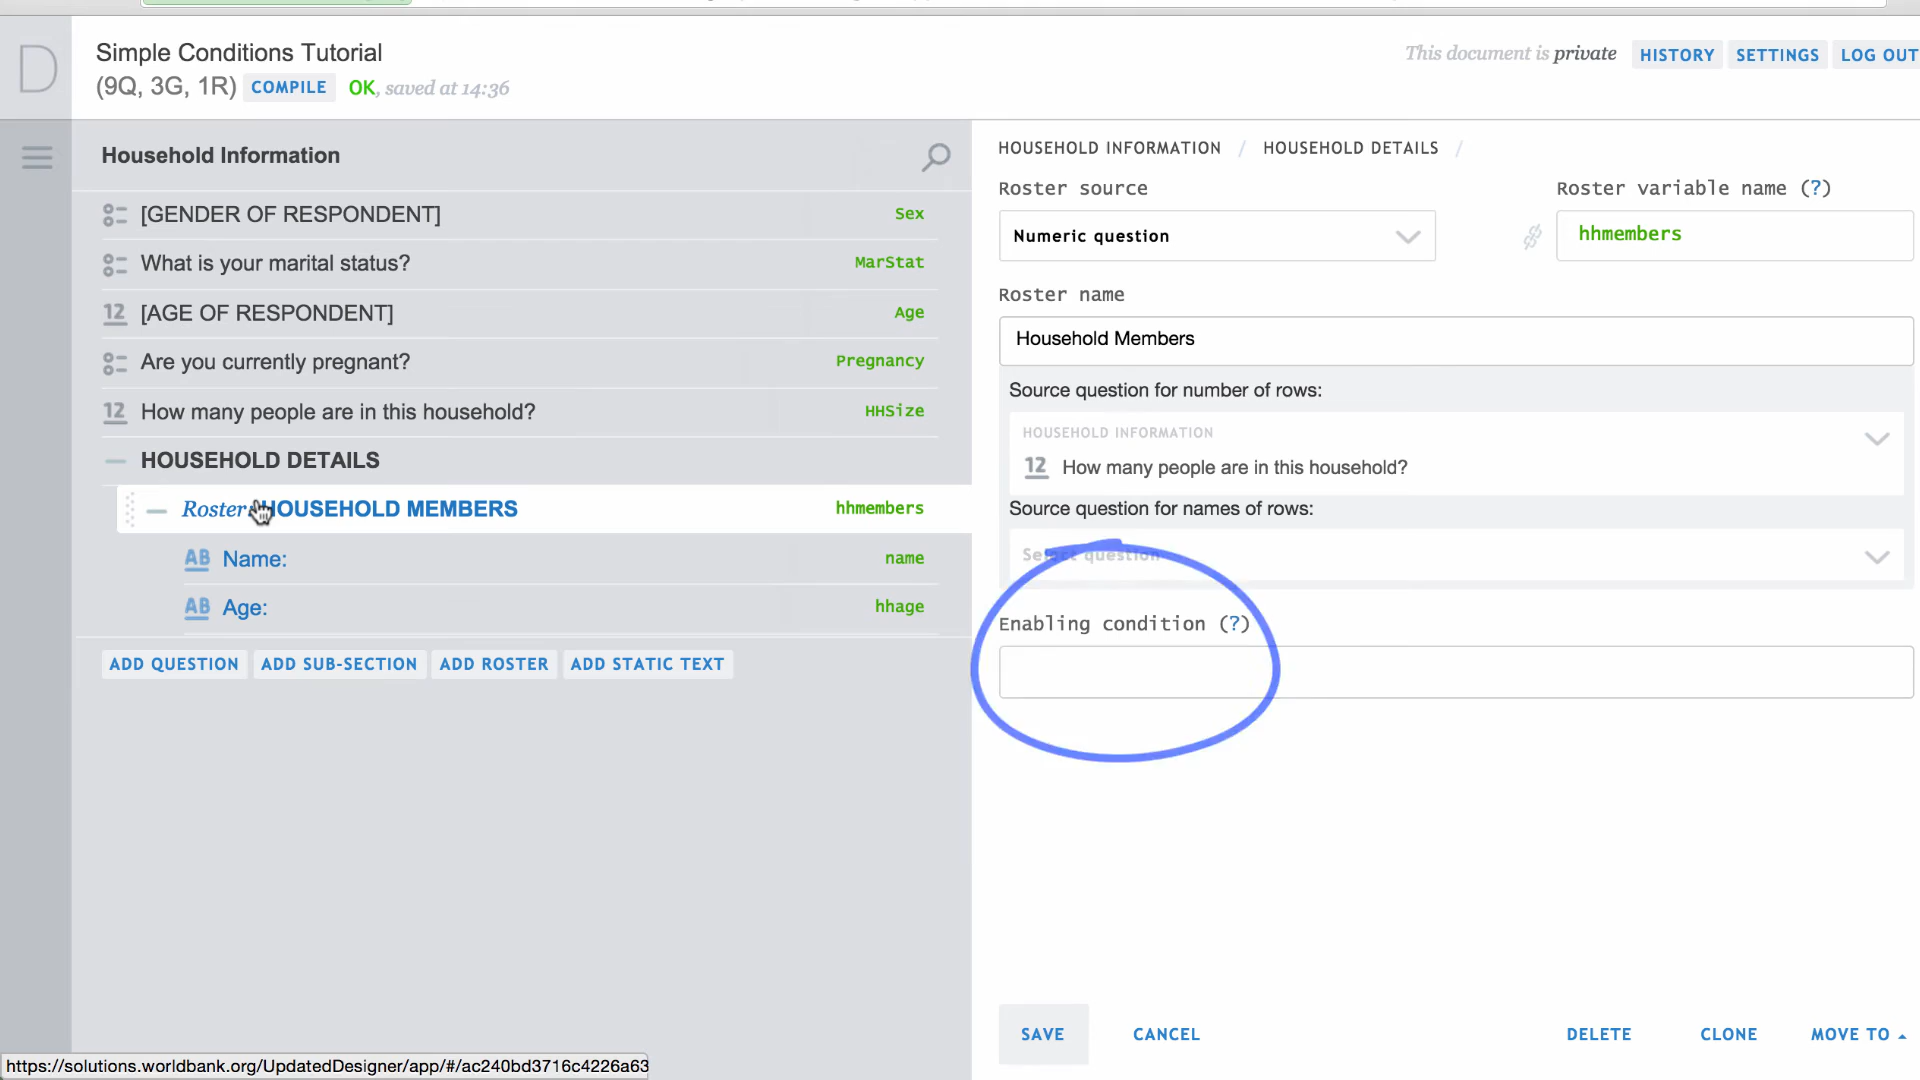 D
Simple Conditions Tutorial
(9Q, 3G, 1R) COMPILE OK, saved at 14:36
This document is private HISTORY SETTINGS LOG OUT
Household Information
[GENDER OF RESPONDENT] Sex
What is your marital status? MarStat
12 [AGE OF RESPONDENT] Age
Are you currently pregnant? Pregnancy
12 How many people are in this household? HHSize
HOUSEHOLD DETAILS
Roster: HOUSEHOLD MEMBERS hhmembers
AB Name: name
AB Age: hhage
ADD QUESTION ADD SUB-SECTION ADD ROSTER ADD STATIC TEXT
HOUSEHOLD INFORMATION / HOUSEHOLD DETAILS /
Roster source
Numeric question
Roster variable name (?)
hhmembers
Roster name
Household Members
Source question for number of rows:
HOUSEHOLD INFORMATION
12 How many people are in this household?
Source question for names of rows:
Select question
Enabling condition (?)
SAVE CANCEL DELETE CLONE MOVE TO
https://solutions.worldbank.org/UpdatedDesigner/app/#/ac240bd3716c4226a63